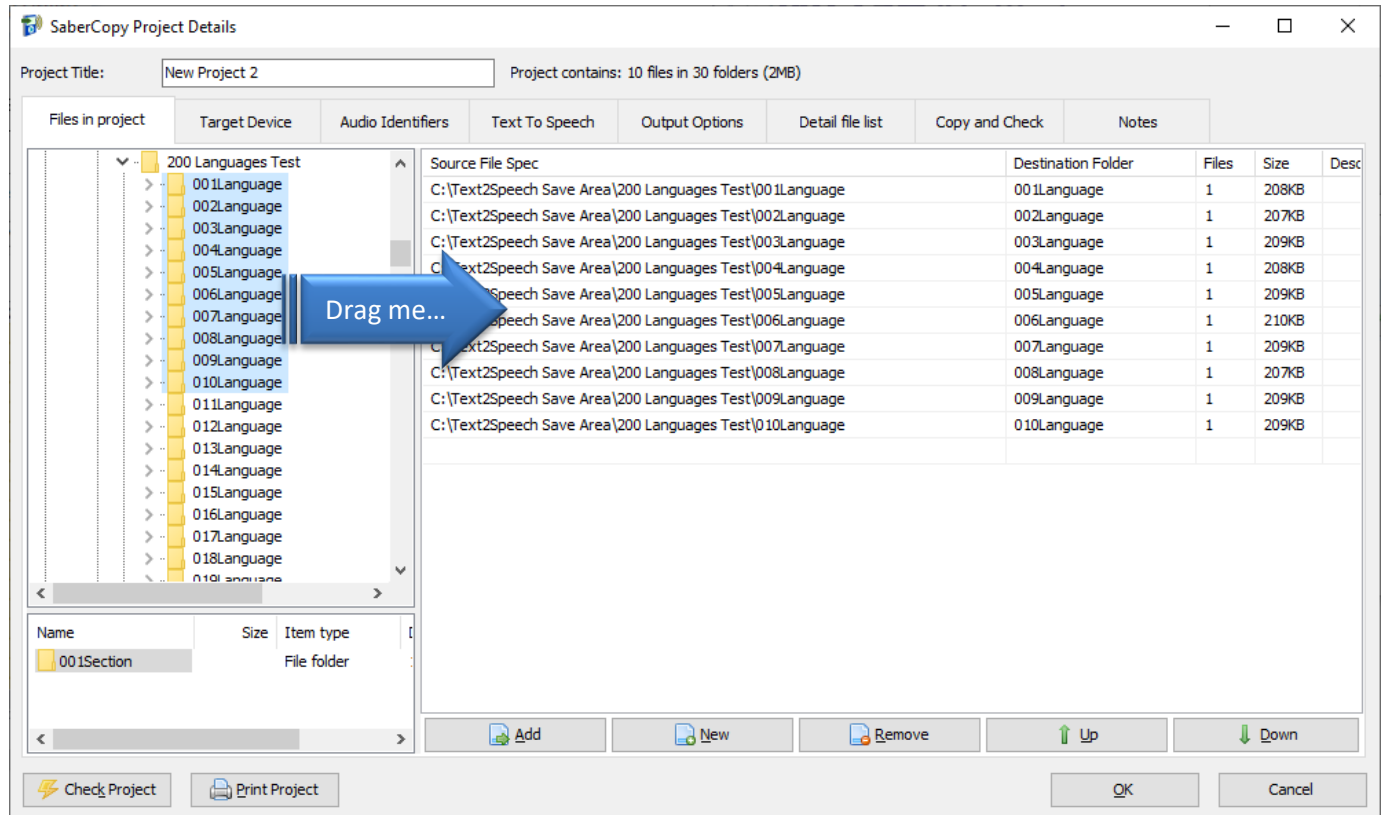 SaberCopy Project Details
Project Title: New Project 2 Project contains: 10 files in 30 folders (2MB)
Files in project Target Device Audio Identifiers Text To Speech Output Options Detail file list Copy and Check Notes
200 Languages Test
001Language
002Language
003Language
004Language
005Language
006Language
007Language
008Language
009Language
010Language
011Language
012Language
013Language
014Language
015Language
016Language
017Language
018Language
019Language
Drag me...
Name Size Item type
001Section File folder
Source File Spec Destination Folder Files Size Desc
C:\Text2Speech Save Area\200 Languages Test\001Language 001Language 1 208KB
C:\Text2Speech Save Area\200 Languages Test\002Language 002Language 1 207KB
C:\Text2Speech Save Area\200 Languages Test\003Language 003Language 1 209KB
C:\Text2Speech Save Area\200 Languages Test\004Language 004Language 1 208KB
Speech Save Area\200 Languages Test\005Language 005Language 1 209KB
Speech Save Area\200 Languages Test\006Language 006Language 1 210KB
C:\Text2Speech Save Area\200 Languages Test\007Language 007Language 1 209KB
C:\Text2Speech Save Area\200 Languages Test\008Language 008Language 1 207KB
C:\Text2Speech Save Area\200 Languages Test\009Language 009Language 1 209KB
C:\Text2Speech Save Area\200 Languages Test\010Language 010Language 1 209KB
Add New Remove Up Down
Check Project Print Project OK Cancel